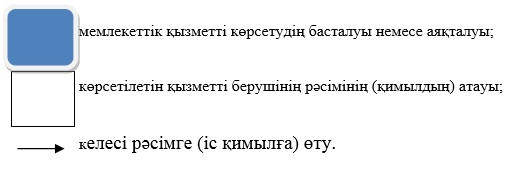 мемлекеттік қызметті көрсетудің басталуы немесе аяқталуы;
көрсетілетін қызметті берушінің рәсімінің (қимылдың) атауы;
келесі рәсімге (іс қимылға) өту.